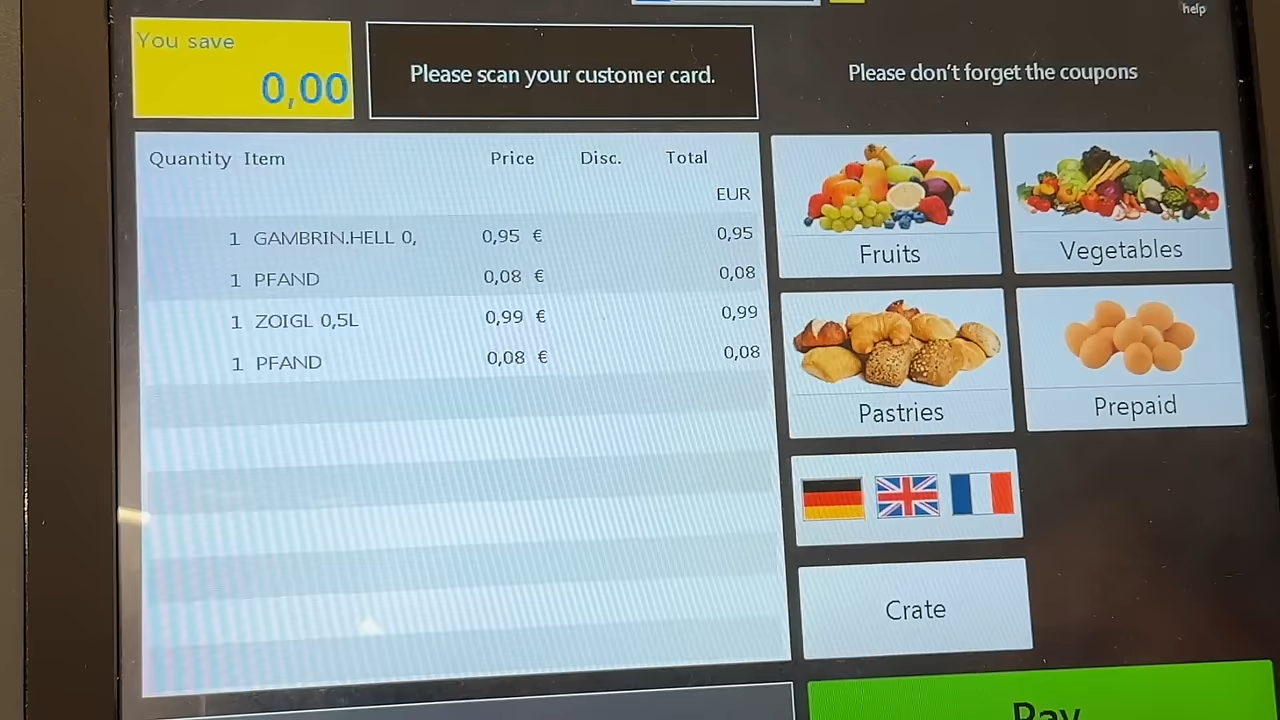 help
You save
0,00
Please scan your customer card.
Please don't forget the coupons
Quantity Item Price Disc. Total
EUR
1 GAMBRIN.HELL 0, 0,95 € 0,95
1 PFAND 0,08 € 0,08
1 ZOIGL 0,5L 0,99 € 0,99
1 PFAND 0,08 € 0,08
Fruits
Vegetables
Pastries
Prepaid
Crate
Pay